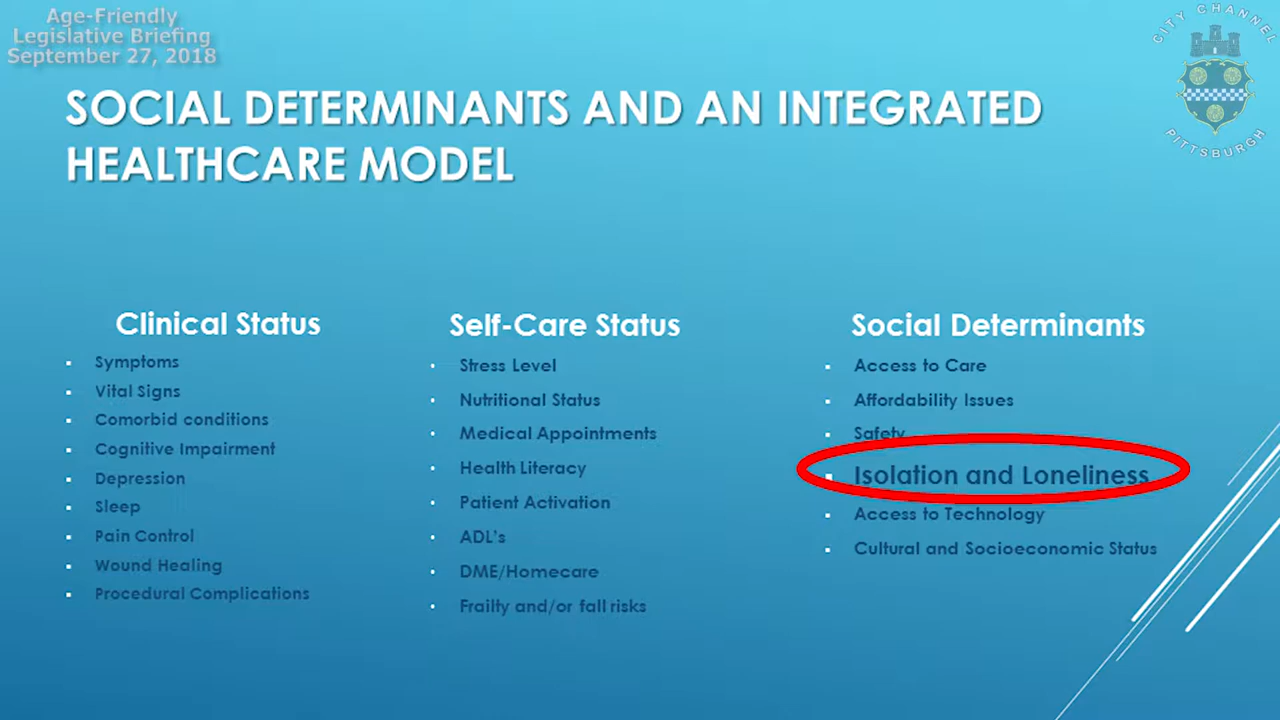 Age-Friendly
Legislative Briefing
September 27, 2018
CITY CHANNEL
PITTSBURGH
SOCIAL DETERMINANTS AND AN INTEGRATED
HEALTHCARE MODEL
Clinical Status
Symptoms
Vital Signs
Comorbid conditions
Cognitive Impairment
Depression
Sleep
Pain Control
Wound Healing
Procedural Complications
Self-Care Status
Stress Level
Nutritional Status
Medical Appointments
Health Literacy
Patient Activation
ADL's
DME/Homecare
Frailty and/or fall risks
Social Determinants
Access to Care
Affordability Issues
Safety
Isolation and Loneliness
Access to Technology
Cultural and Socioeconomic Status